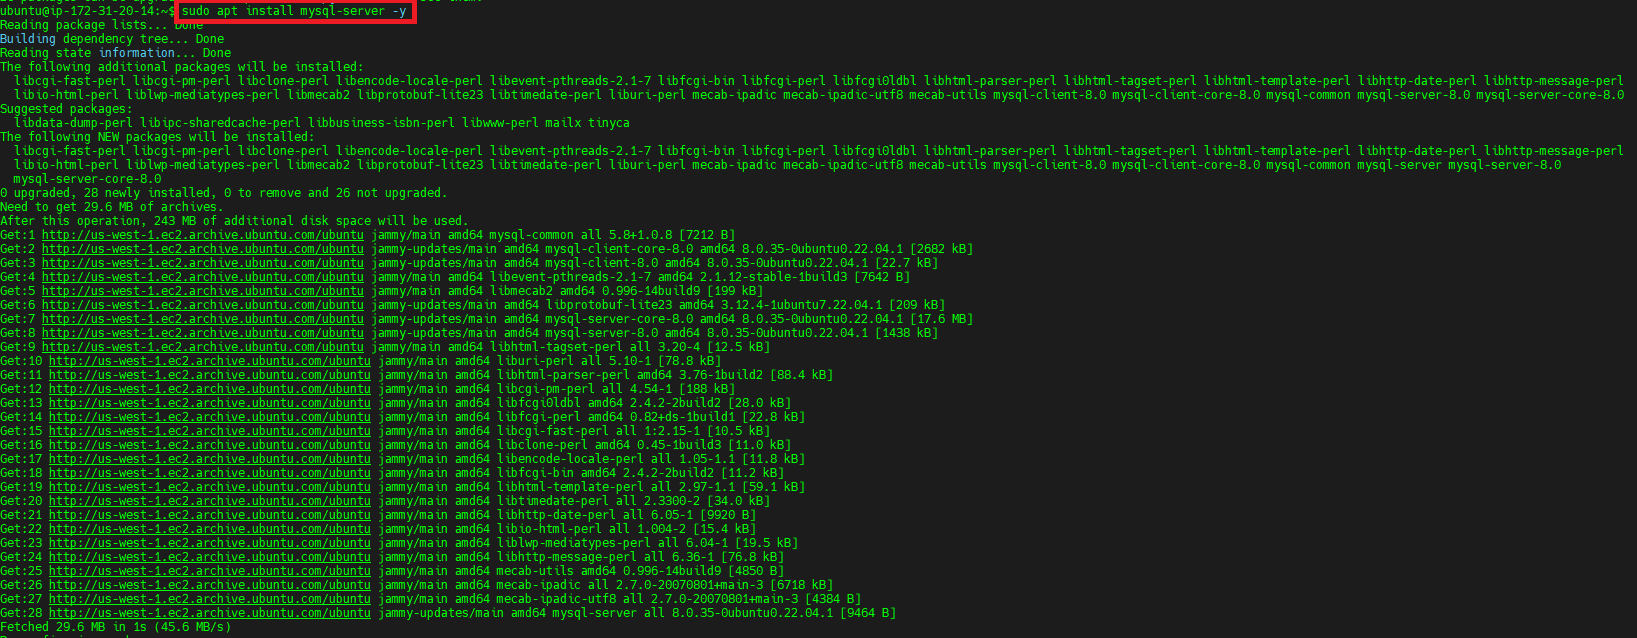 ubuntu@ip-172-31-20-14:~$ sudo apt install mysql-server -y
Reading package lists... Done
Building dependency tree... Done
Reading state information... Done
The following additional packages will be installed:
  libcgi-fast-perl libcgi-pm-perl libclone-perl libencode-locale-perl libevent-pthreads-2.1-7 libfcgi-bin libfcgi-perl libfcgi0ldbl libhtml-parser-perl libhtml-tagset-perl libhtml-template-perl libhttp-date-perl libhttp-message-perl
  libio-html-perl liblwp-mediatypes-perl libmecab2 libprotobuf-lite23 libtimedate-perl liburi-perl mecab-ipadic mecab-ipadic-utf8 mecab-utils mysql-client-8.0 mysql-client-core-8.0 mysql-common mysql-server-8.0 mysql-server-core-8.0
Suggested packages:
  libdata-dump-perl libipc-sharedcache-perl libbusiness-isbn-perl libwww-perl mailx tinyca
The following NEW packages will be installed:
  libcgi-fast-perl libcgi-pm-perl libclone-perl libencode-locale-perl libevent-pthreads-2.1-7 libfcgi-bin libfcgi-perl libfcgi0ldbl libhtml-parser-perl libhtml-tagset-perl libhtml-template-perl libhttp-date-perl libhttp-message-perl
  libio-html-perl liblwp-mediatypes-perl libmecab2 libprotobuf-lite23 libtimedate-perl liburi-perl mecab-ipadic mecab-ipadic-utf8 mecab-utils mysql-client-8.0 mysql-client-core-8.0 mysql-common mysql-server mysql-server-8.0
  mysql-server-core-8.0
0 upgraded, 28 newly installed, 0 to remove and 26 not upgraded.
Need to get 29.6 MB of archives.
After this operation, 243 MB of additional disk space will be used.
Get:1 http://us-west-1.ec2.archive.ubuntu.com/ubuntu jammy/main amd64 mysql-common all 5.8+1.0.8 [7212 B]
Get:2 http://us-west-1.ec2.archive.ubuntu.com/ubuntu jammy-updates/main amd64 mysql-client-core-8.0 amd64 8.0.35-0ubuntu0.22.04.1 [2682 kB]
Get:3 http://us-west-1.ec2.archive.ubuntu.com/ubuntu jammy-updates/main amd64 mysql-client-8.0 amd64 8.0.35-0ubuntu0.22.04.1 [22.7 kB]
Get:4 http://us-west-1.ec2.archive.ubuntu.com/ubuntu jammy/main amd64 libevent-pthreads-2.1-7 amd64 2.1.12-stable-1build3 [7642 B]
Get:5 http://us-west-1.ec2.archive.ubuntu.com/ubuntu jammy/main amd64 libmecab2 amd64 0.996-14build9 [199 kB]
Get:6 http://us-west-1.ec2.archive.ubuntu.com/ubuntu jammy-updates/main amd64 libprotobuf-lite23 amd64 3.12.4-1ubuntu7.22.04.1 [209 kB]
Get:7 http://us-west-1.ec2.archive.ubuntu.com/ubuntu jammy-updates/main amd64 mysql-server-core-8.0 amd64 8.0.35-0ubuntu0.22.04.1 [17.6 MB]
Get:8 http://us-west-1.ec2.archive.ubuntu.com/ubuntu jammy-updates/main amd64 mysql-server-8.0 amd64 8.0.35-0ubuntu0.22.04.1 [1438 kB]
Get:9 http://us-west-1.ec2.archive.ubuntu.com/ubuntu jammy/main amd64 libhtml-tagset-perl all 3.20-4 [12.5 kB]
Get:10 http://us-west-1.ec2.archive.ubuntu.com/ubuntu jammy/main amd64 liburi-perl all 5.10-1 [78.8 kB]
Get:11 http://us-west-1.ec2.archive.ubuntu.com/ubuntu jammy/main amd64 libhtml-parser-perl amd64 3.76-1build2 [88.4 kB]
Get:12 http://us-west-1.ec2.archive.ubuntu.com/ubuntu jammy/main amd64 libcgi-pm-perl all 4.54-1 [188 kB]
Get:13 http://us-west-1.ec2.archive.ubuntu.com/ubuntu jammy/main amd64 libfcgi0ldbl amd64 2.4.2-2build2 [28.0 kB]
Get:14 http://us-west-1.ec2.archive.ubuntu.com/ubuntu jammy/main amd64 libfcgi-perl amd64 0.82+ds-1build1 [22.8 kB]
Get:15 http://us-west-1.ec2.archive.ubuntu.com/ubuntu jammy/main amd64 libcgi-fast-perl all 1:2.15-1 [10.5 kB]
Get:16 http://us-west-1.ec2.archive.ubuntu.com/ubuntu jammy/main amd64 libclone-perl amd64 0.45-1build3 [11.0 kB]
Get:17 http://us-west-1.ec2.archive.ubuntu.com/ubuntu jammy/main amd64 libencode-locale-perl all 1.05-1.1 [11.8 kB]
Get:18 http://us-west-1.ec2.archive.ubuntu.com/ubuntu jammy/main amd64 libfcgi-bin amd64 2.4.2-2build2 [11.2 kB]
Get:19 http://us-west-1.ec2.archive.ubuntu.com/ubuntu jammy/main amd64 libhtml-template-perl all 2.97-1.1 [59.1 kB]
Get:20 http://us-west-1.ec2.archive.ubuntu.com/ubuntu jammy/main amd64 libtimedate-perl all 2.3300-2 [34.0 kB]
Get:21 http://us-west-1.ec2.archive.ubuntu.com/ubuntu jammy/main amd64 libhttp-date-perl all 6.05-1 [9920 B]
Get:22 http://us-west-1.ec2.archive.ubuntu.com/ubuntu jammy/main amd64 libio-html-perl all 1.004-2 [15.4 kB]
Get:23 http://us-west-1.ec2.archive.ubuntu.com/ubuntu jammy/main amd64 liblwp-mediatypes-perl all 6.04-1 [19.5 kB]
Get:24 http://us-west-1.ec2.archive.ubuntu.com/ubuntu jammy/main amd64 libhttp-message-perl all 6.36-1 [76.8 kB]
Get:25 http://us-west-1.ec2.archive.ubuntu.com/ubuntu jammy/main amd64 mecab-utils amd64 0.996-14build9 [4850 B]
Get:26 http://us-west-1.ec2.archive.ubuntu.com/ubuntu jammy/main amd64 mecab-ipadic all 2.7.0-20070801+main-3 [6718 kB]
Get:27 http://us-west-1.ec2.archive.ubuntu.com/ubuntu jammy/main amd64 mecab-ipadic-utf8 all 2.7.0-20070801+main-3 [4384 B]
Get:28 http://us-west-1.ec2.archive.ubuntu.com/ubuntu jammy-updates/main amd64 mysql-server all 8.0.35-0ubuntu0.22.04.1 [9464 B]
Fetched 29.6 MB in 1s (45.6 MB/s)